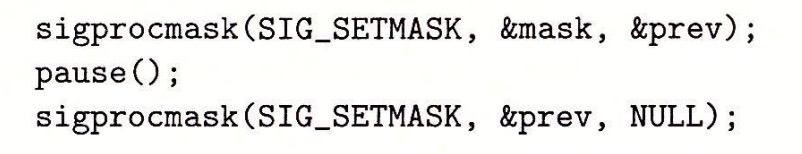 sigprocmask(SIG_SETMASK, &mask, &prev);
pause();
sigprocmask(SIG_SETMASK, &prev, NULL);